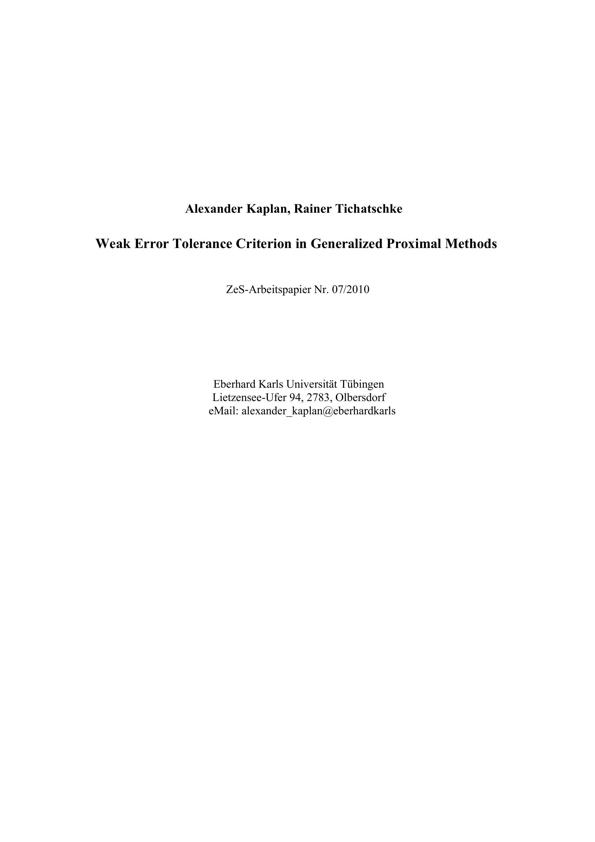 Alexander Kaplan, Rainer Tichatschke
Weak Error Tolerance Criterion in Generalized Proximal Methods
ZeS-Arbeitspapier Nr. 07/2010
Eberhard Karls Universität Tübingen
Lietzensee-Ufer 94, 2783, Olbersdorf
eMail: alexander_kaplan@eberhardkarls